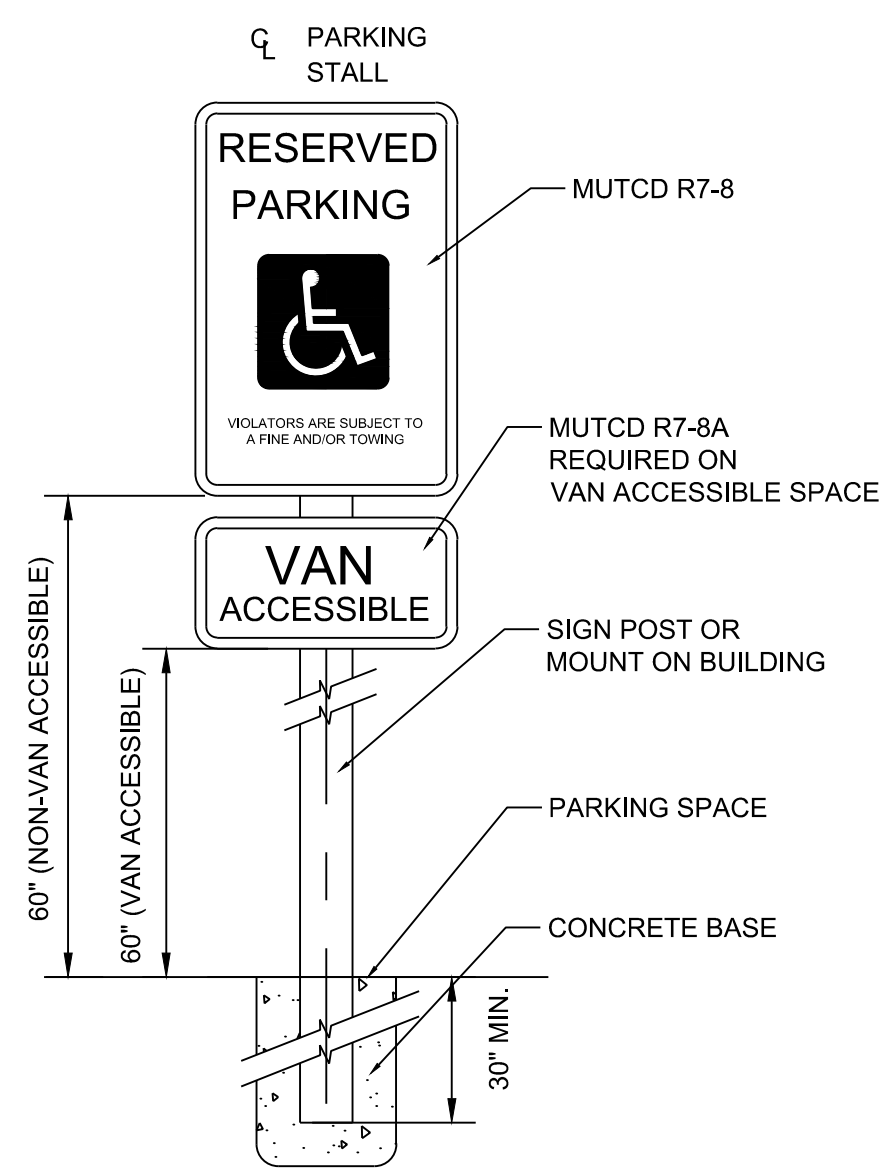 ℄ PARKING
STALL
RESERVED
PARKING
VIOLATORS ARE SUBJECT TO
A FINE AND/OR TOWING
MUTCD R7-8
MUTCD R7-8A
REQUIRED ON
VAN ACCESSIBLE SPACE
VAN
ACCESSIBLE
SIGN POST OR
MOUNT ON BUILDING
60" (NON-VAN ACCESSIBLE)
60" (VAN ACCESSIBLE)
PARKING SPACE
CONCRETE BASE
30" MIN.